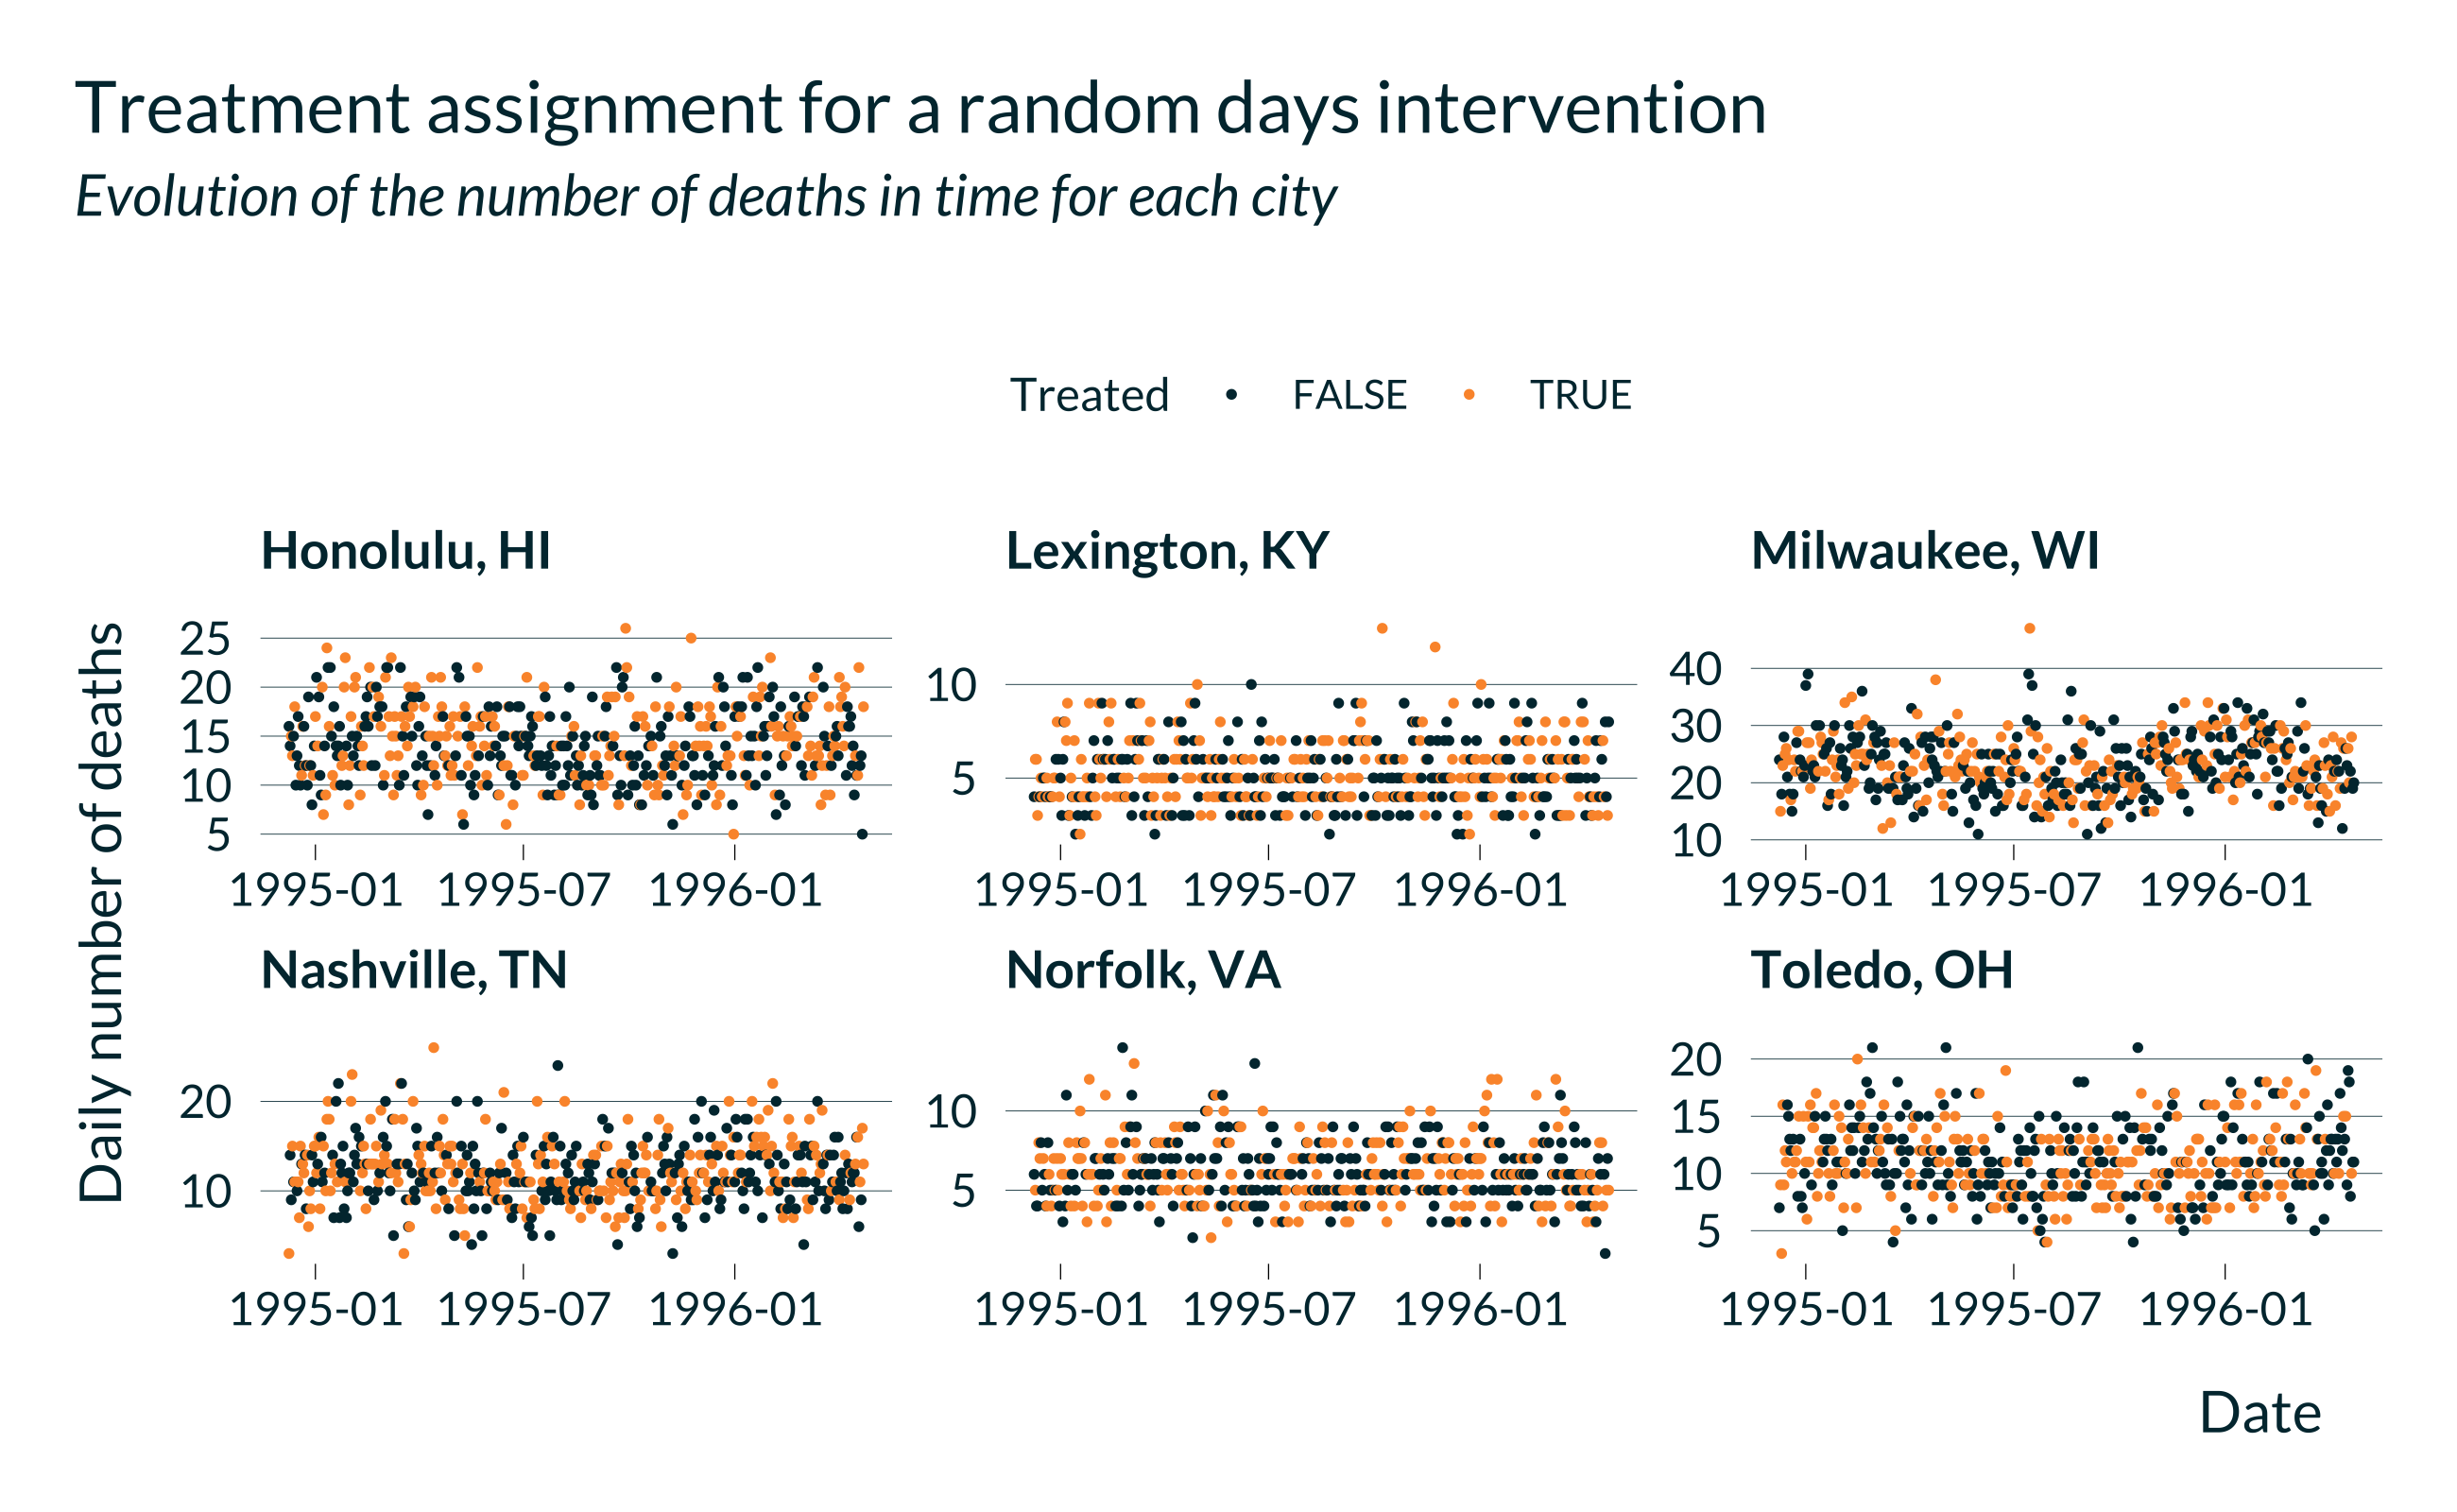 Treatment assignment for a random days intervention
Evolution of the number of deaths in time for each city
Treated FALSE TRUE
Honolulu, HI Lexington, KY Milwaukee, WI
Daily number of deaths
25
20
15
10
5
10
5
40
30
20
10
1995-01 1995-07 1996-01 1995-01 1995-07 1996-01 1995-01 1995-07 1996-01
Nashville, TN Norfolk, VA Toledo, OH
20
10
10
5
20
15
10
5
1995-01 1995-07 1996-01 1995-01 1995-07 1996-01 1995-01 1995-07 1996-01
Date